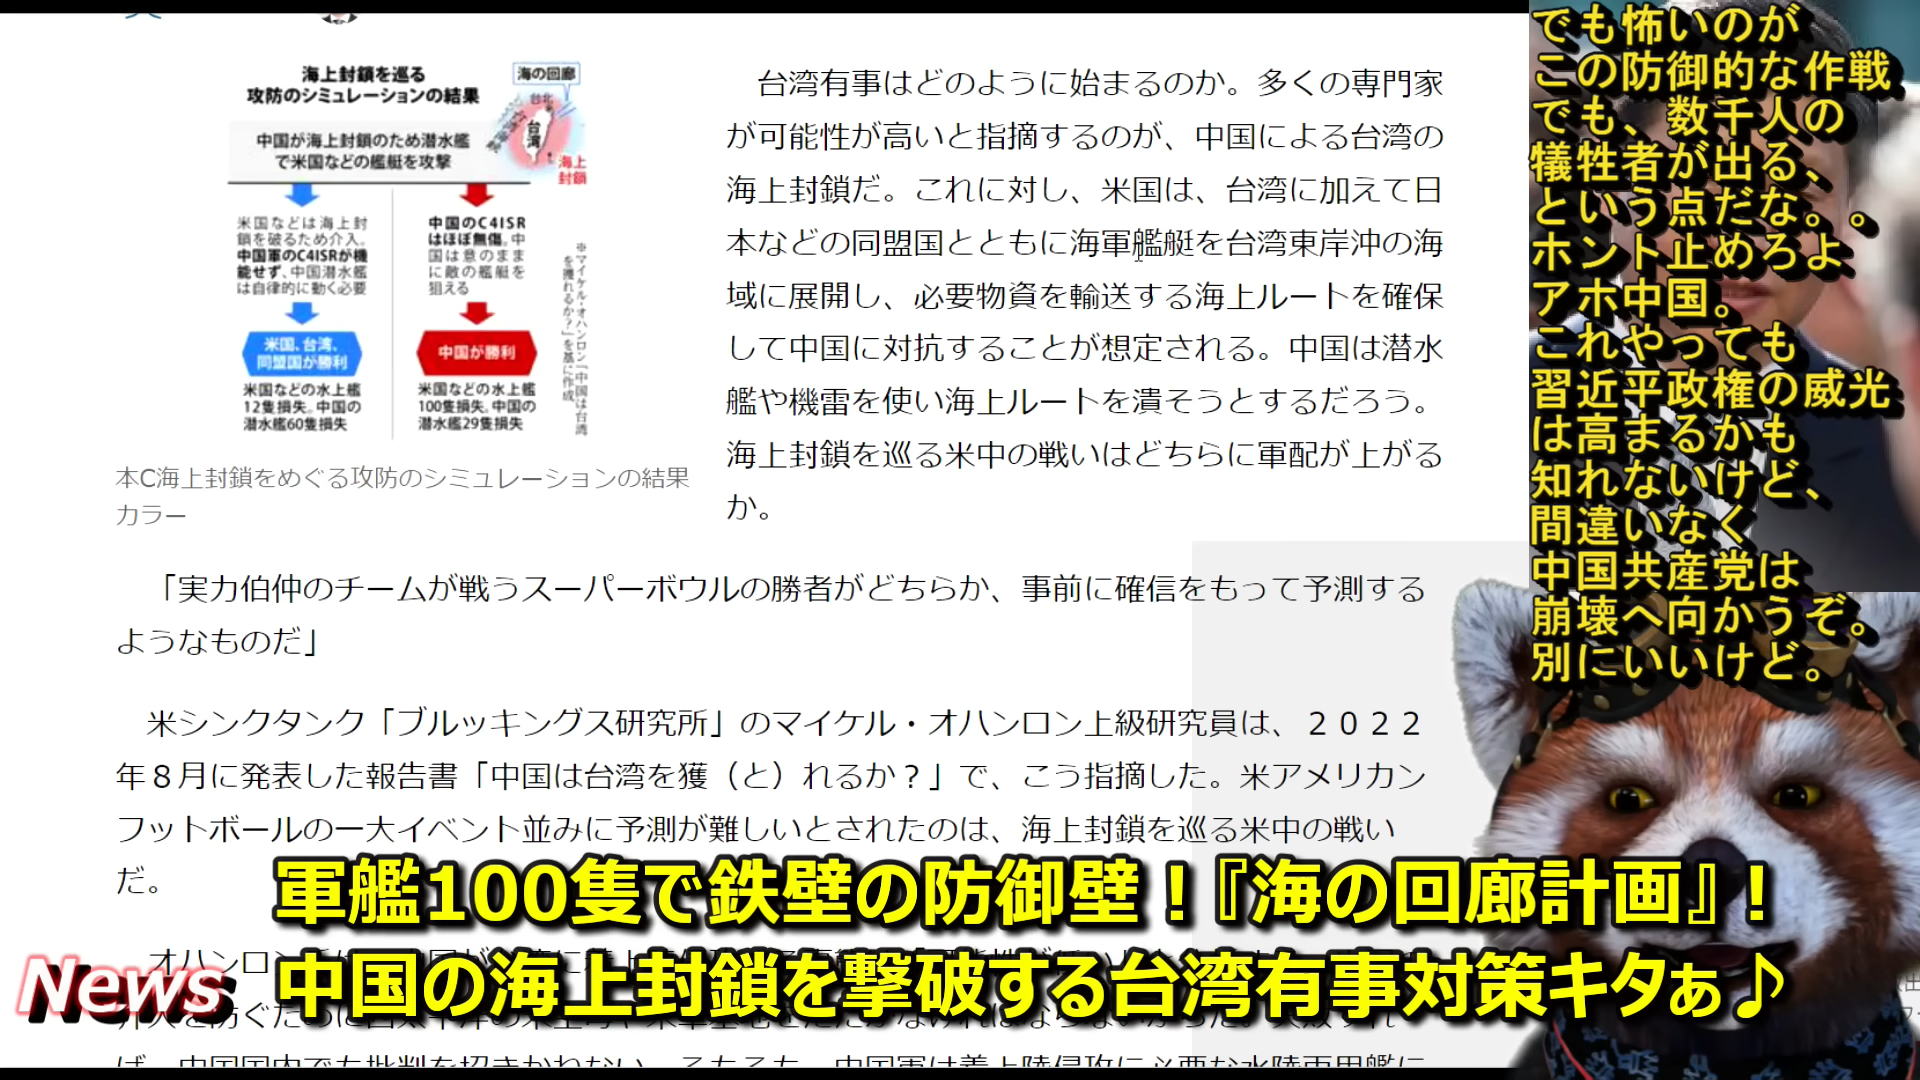 海上封鎖を巡る
攻防のシミュレーションの結果
海の回廊
台北
台湾
海上
封鎖
中国が海上封鎖のため潜水艦
で米国などの艦艇を攻撃
米国などは海上封
鎖を破るため介入。
中国軍のC4ISRが機
能せず、中国潜水艦
は自律的に動く必要
米国、台湾、
同盟国が勝利
米国などの水上艦
12隻損失。中国の
潜水艦60隻損失
中国のC4ISR
はほぼ無傷。中
国は意のまま
に敵の艦艇を
狙える
中国が勝利
米国などの水上艦
100隻損失。中国の
潜水艦29隻損失
※マイケル・オハンロン「中国は台湾
を獲れるか?」を基に作成
本C海上封鎖をめぐる攻防のシミュレーションの結果
カラー
台湾有事はどのように始まるのか。多くの専門家
が可能性が高いと指摘するのが、中国による台湾の
海上封鎖だ。これに対し、米国は、台湾に加えて日
本などの同盟国とともに海軍艦艇を台湾東岸沖の海
域に展開し、必要物資を輸送する海上ルートを確保
して中国に対抗することが想定される。中国は潜水
艦や機雷を使い海上ルートを潰そうとするだろう。
海上封鎖を巡る米中の戦いはどちらに軍配が上がる
か。
「実力伯仲のチームが戦うスーパーボウルの勝者がどちらか、事前に確信をもって予測する
ようなものだ」
米シンクタンク「ブルッキングス研究所」のマイケル・オハンロン上級研究員は、2022
年8月に発表した報告書「中国は台湾を獲（と）れるか？」で、こう指摘した。米アメリカン
フットボールの一大イベント並みに予測が難しいとされたのは、海上封鎖を巡る米中の戦い
だ。
オハンロン
でも怖いのが
この防御的な作戦
でも、数千人の
犠牲者が出る、
という点だな。。
ホント止めろよ
アホ中国。
これやっても
習近平政権の威光
は高まるかも
知れないけど、
間違いなく
中国共産党は
崩壊へ向かうぞ。
別にいいけど。
軍艦100隻で鉄壁の防御壁！『海の回廊計画』！
News
中国の海上封鎖を撃破する台湾有事対策キタぁ♪